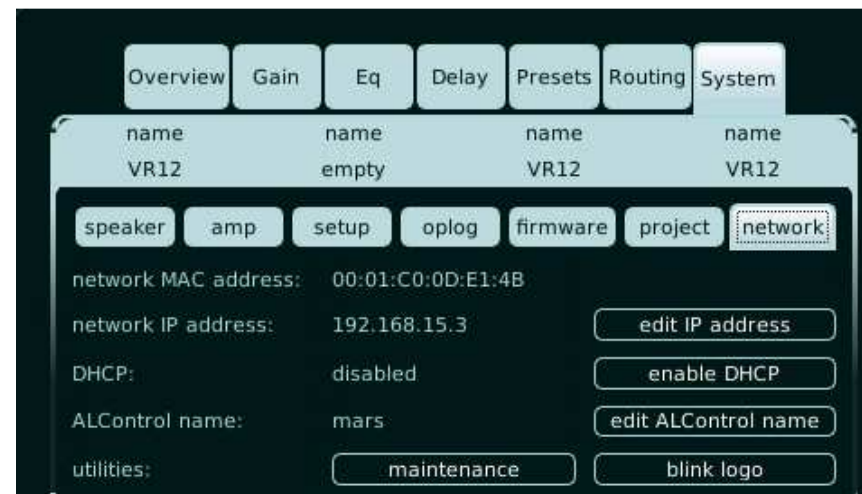 Overview Gain Eq Delay Presets Routing System
name name name name
VR12 empty VR12 VR12
speaker amp setup oplog firmware project network
network MAC address: 00:01:C0:0D:E1:4B
network IP address: 192.168.15.3 edit IP address
DHCP: disabled enable DHCP
ALControl name: mars edit ALControl name
utilities: maintenance blink logo